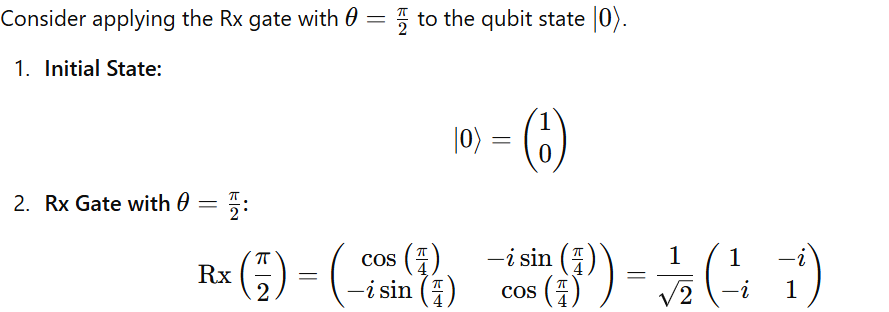 Consider applying the Rx gate with θ = π/2 to the qubit state |0⟩.
1. Initial State:
|0⟩ = (1 0)
2. Rx Gate with θ = π/2:
Rx(π/2) = (cos(π/4) −i sin(π/4) −i sin(π/4) cos(π/4)) = 1/√2 (1 −i −i 1)